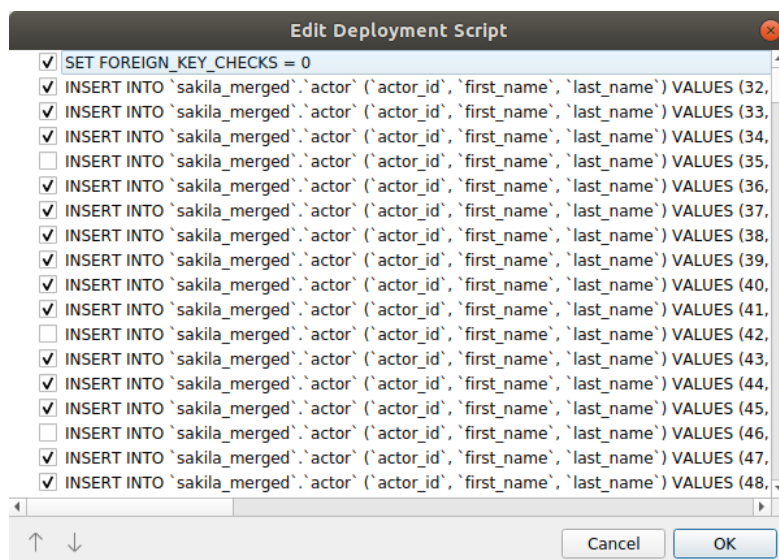 Edit Deployment Script
SET FOREIGN_KEY_CHECKS = 0
INSERT INTO `sakila_merged`.`actor` (`actor_id`, `first_name`, `last_name`) VALUES (32,
INSERT INTO `sakila_merged`.`actor` (`actor_id`, `first_name`, `last_name`) VALUES (33,
INSERT INTO `sakila_merged`.`actor` (`actor_id`, `first_name`, `last_name`) VALUES (34,
INSERT INTO `sakila_merged`.`actor` (`actor_id`, `first_name`, `last_name`) VALUES (35,
INSERT INTO `sakila_merged`.`actor` (`actor_id`, `first_name`, `last_name`) VALUES (36,
INSERT INTO `sakila_merged`.`actor` (`actor_id`, `first_name`, `last_name`) VALUES (37,
INSERT INTO `sakila_merged`.`actor` (`actor_id`, `first_name`, `last_name`) VALUES (38,
INSERT INTO `sakila_merged`.`actor` (`actor_id`, `first_name`, `last_name`) VALUES (39,
INSERT INTO `sakila_merged`.`actor` (`actor_id`, `first_name`, `last_name`) VALUES (40,
INSERT INTO `sakila_merged`.`actor` (`actor_id`, `first_name`, `last_name`) VALUES (41,
INSERT INTO `sakila_merged`.`actor` (`actor_id`, `first_name`, `last_name`) VALUES (42,
INSERT INTO `sakila_merged`.`actor` (`actor_id`, `first_name`, `last_name`) VALUES (43,
INSERT INTO `sakila_merged`.`actor` (`actor_id`, `first_name`, `last_name`) VALUES (44,
INSERT INTO `sakila_merged`.`actor` (`actor_id`, `first_name`, `last_name`) VALUES (45,
INSERT INTO `sakila_merged`.`actor` (`actor_id`, `first_name`, `last_name`) VALUES (46,
INSERT INTO `sakila_merged`.`actor` (`actor_id`, `first_name`, `last_name`) VALUES (47,
INSERT INTO `sakila_merged`.`actor` (`actor_id`, `first_name`, `last_name`) VALUES (48,
Cancel OK